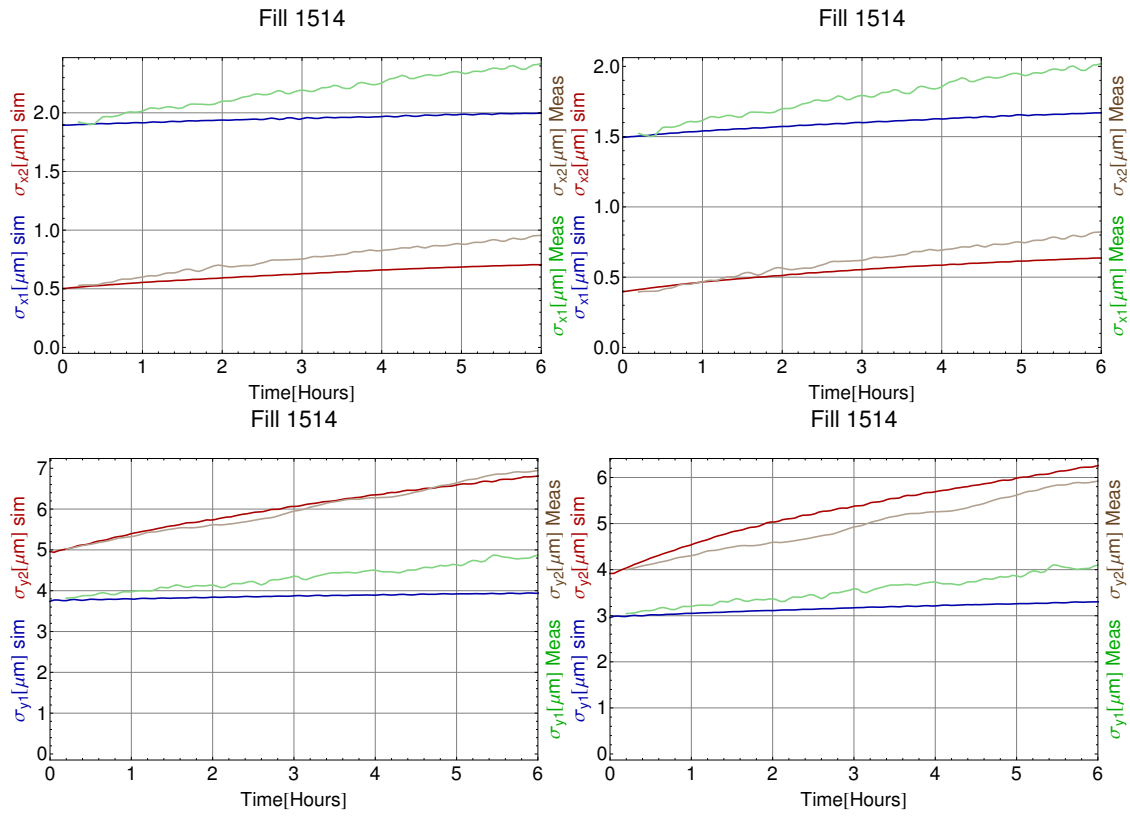 Fill 1514
σx1[μm] sim σx2[μm] sim
2.0
1.5
1.0
0.5
0.0
0 1 2 3 4 5 6
Time[Hours]
σx1[μm] Meas σx2[μm] Meas
Fill 1514
σx1[μm] sim σx2[μm] sim
2.0
1.5
1.0
0.5
0.0
0 1 2 3 4 5 6
Time[Hours]
σx1[μm] Meas σx2[μm] Meas
Fill 1514
σy1[μm] sim σy2[μm] sim
7
6
5
4
3
2
1
0
0 1 2 3 4 5 6
Time[Hours]
σy1[μm] Meas σy2[μm] Meas
Fill 1514
σy1[μm] sim σy2[μm] sim
6
5
4
3
2
1
0
0 1 2 3 4 5 6
Time[Hours]
σy1[μm] Meas σy2[μm] Meas